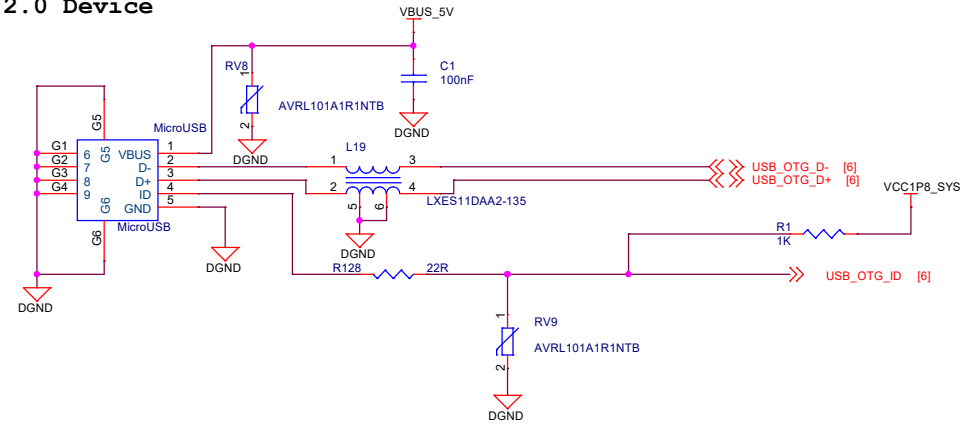 2.0 Device
VBUS_5V
RV8
1
2
AVRL101A1R1NTB
DGND
C1
100nF
DGND
MicroUSB
G5
G1
G2
G3
G4
6
7
8
9
G5
G6
VBUS
D-
D+
ID
GND
1
2
3
4
5
MicroUSB
G6
DGND
DGND
L19
1
2
3
4
5
6
LXES11DAA2-135
DGND
USB_OTG_D- [6]
USB_OTG_D+ [6]
VCC1P8_SYS
R1
1K
R128
22R
USB_OTG_ID [6]
1
2
RV9
AVRL101A1R1NTB
DGND